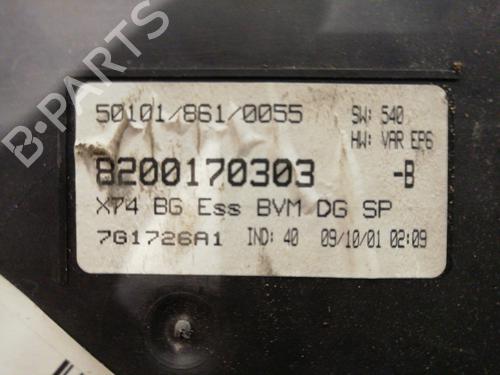 B-PARTS
50101/861/0055 SW: 540
HW: VAR EP6
8200170303 -B
X74 BG Ess BVM DG SP
7G1726A1 IND: 40 09/10/01 02:09